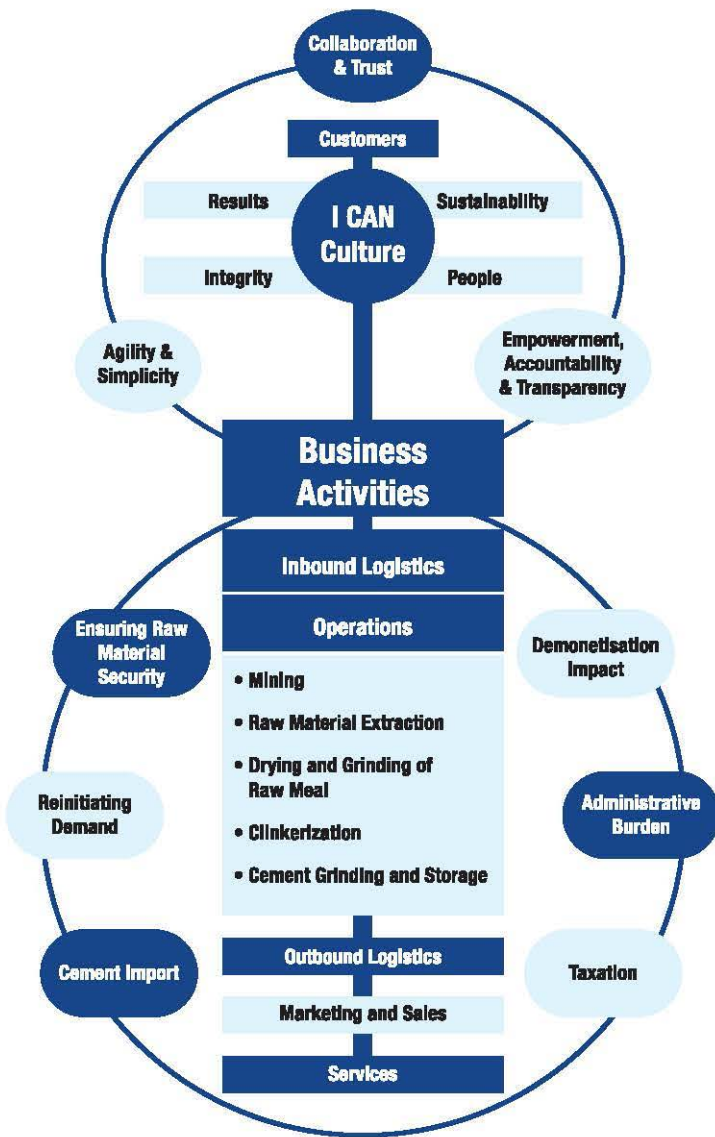 Collaboration
& Trust
Customers
Results
Sustainability
I CAN
Culture
Integrity
People
Agility &
Simplicity
Empowerment,
Accountability
& Transparency
Business
Activities
Inbound Logistics
Operations
Ensuring Raw
Material
Security
Demonetisation
Impact
• Mining
• Raw Material Extraction
• Drying and Grinding of
Raw Meal
• Clinkerization
• Cement Grinding and Storage
Reinitiating
Demand
Administrative
Burden
Cement Import
Taxation
Outbound Logistics
Marketing and Sales
Services